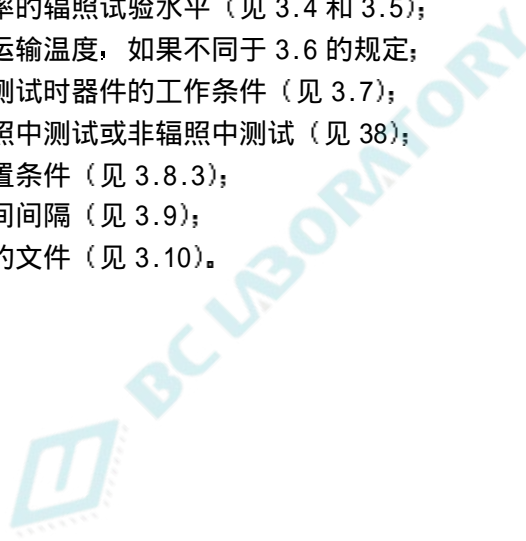 率的辐照试验水平（见 3.4 和 3.5）；
运输温度，如果不同于 3.6 的规定；
测试时器件的工作条件（见 3.7）；
照中测试或非辐照中测试（见 38）；
置条件（见 3.8.3）；
间间隔（见 3.9）；
的文件（见 3.10）。
BC LABORATORY